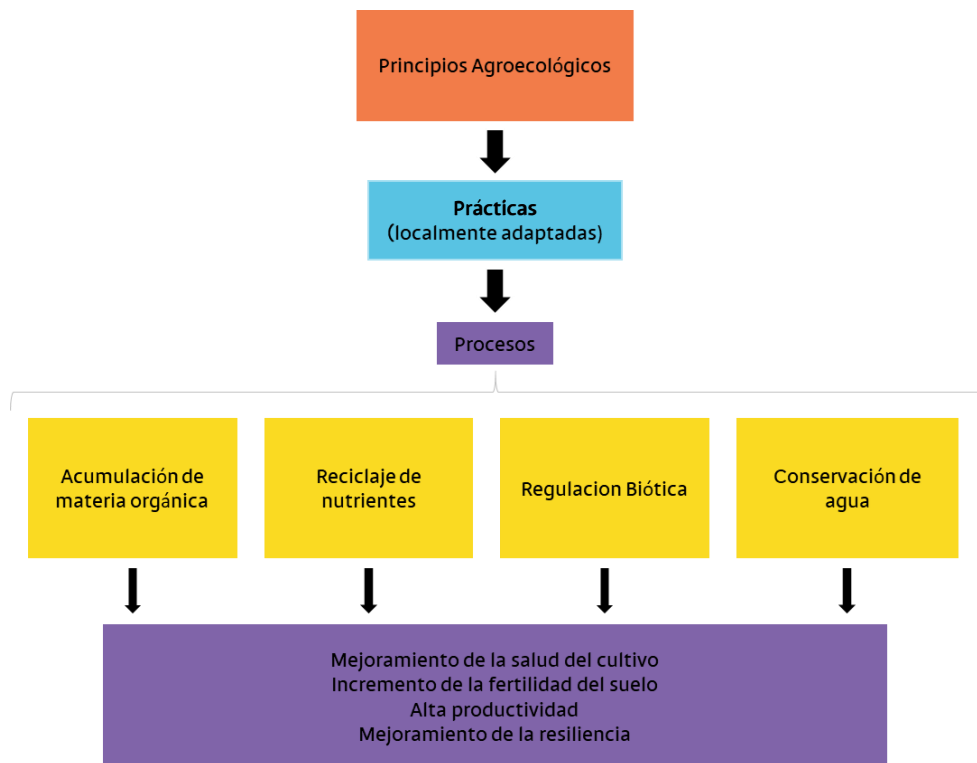 Principios Agroecológicos
Prácticas
(localmente adaptadas)
Procesos
Acumulación de
materia orgánica
Reciclaje de
nutrientes
Regulacion Biótica
Conservación de
agua
Mejoramiento de la salud del cultivo
Incremento de la fertilidad del suelo
Alta productividad
Mejoramiento de la resiliencia